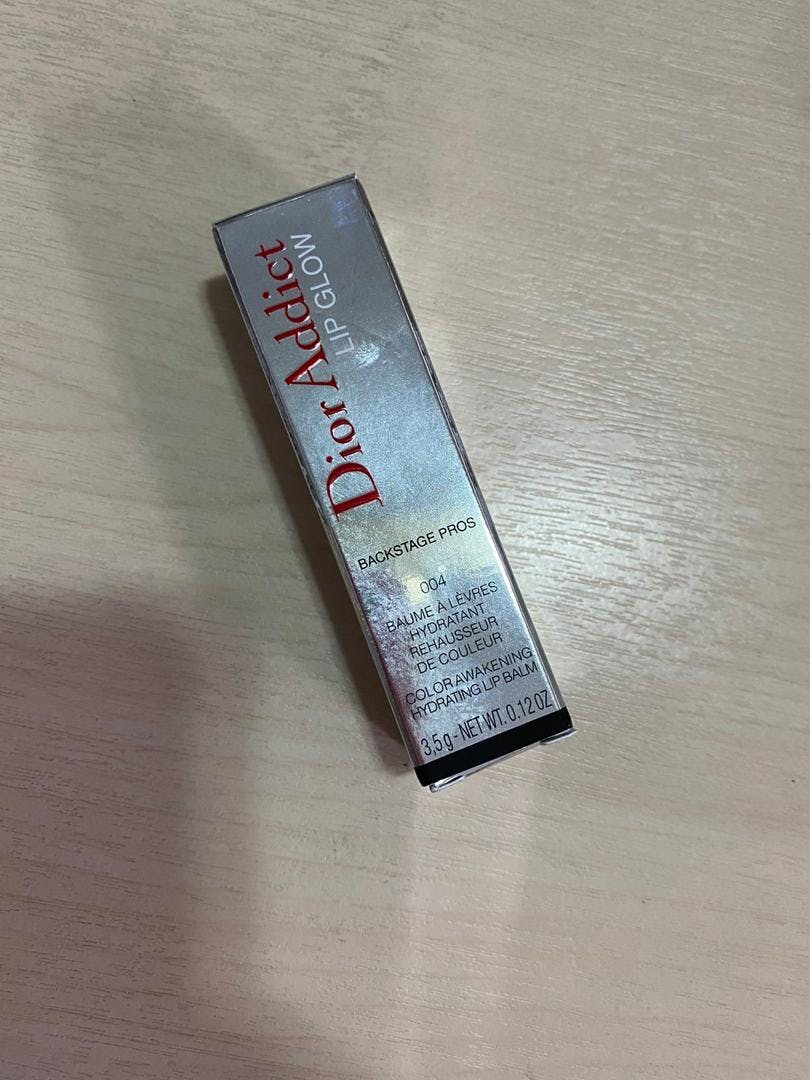 Dior Addict
LIP GLOW
BACKSTAGE PROS
004
BAUME À LÈVRES
HYDRATANT
REHAUSSEUR
DE COULEUR
COLOR AWAKENING
HYDRATING LIP BALM
3,5g - NET WT. 0.12 OZ